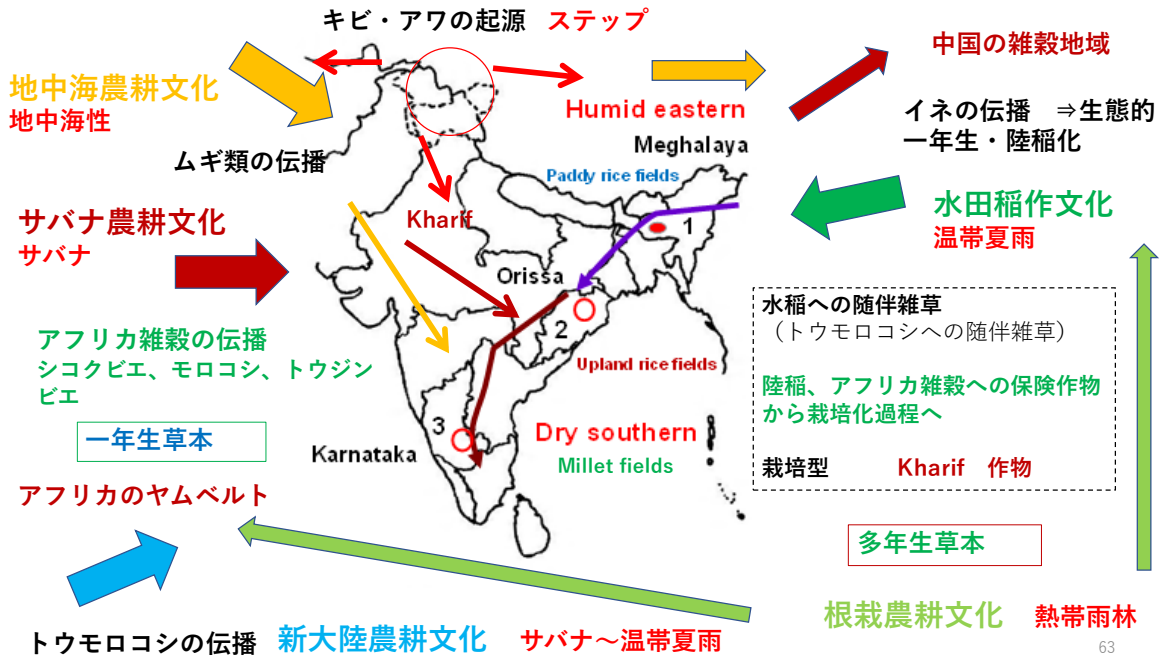 キビ・アワの起源 ステップ
中国の雑穀地域
地中海農耕文化
地中海性
Humid eastern
イネの伝播 ⇒生態的
一年生・陸稲化
Meghalaya
ムギ類の伝播
Paddy rice fields
サバナ農耕文化
サバナ
Kharif
1
水田稲作文化
温帯夏雨
Orissa
水稲への随伴雑草
（トウモロコシへの随伴雑草）
アフリカ雑穀の伝播
シコクビエ、モロコシ、トウジン
ビエ
2
Upland rice fields
陸稲、アフリカ雑穀への保険作物
から栽培化過程へ
一年生草本
3
Dry southern
Karnataka
Millet fields
栽培型 Kharif 作物
アフリカのヤムベルト
多年生草本
根栽農耕文化 熱帯雨林
トウモロコシの伝播 新大陸農耕文化 サバナ～温帯夏雨
63